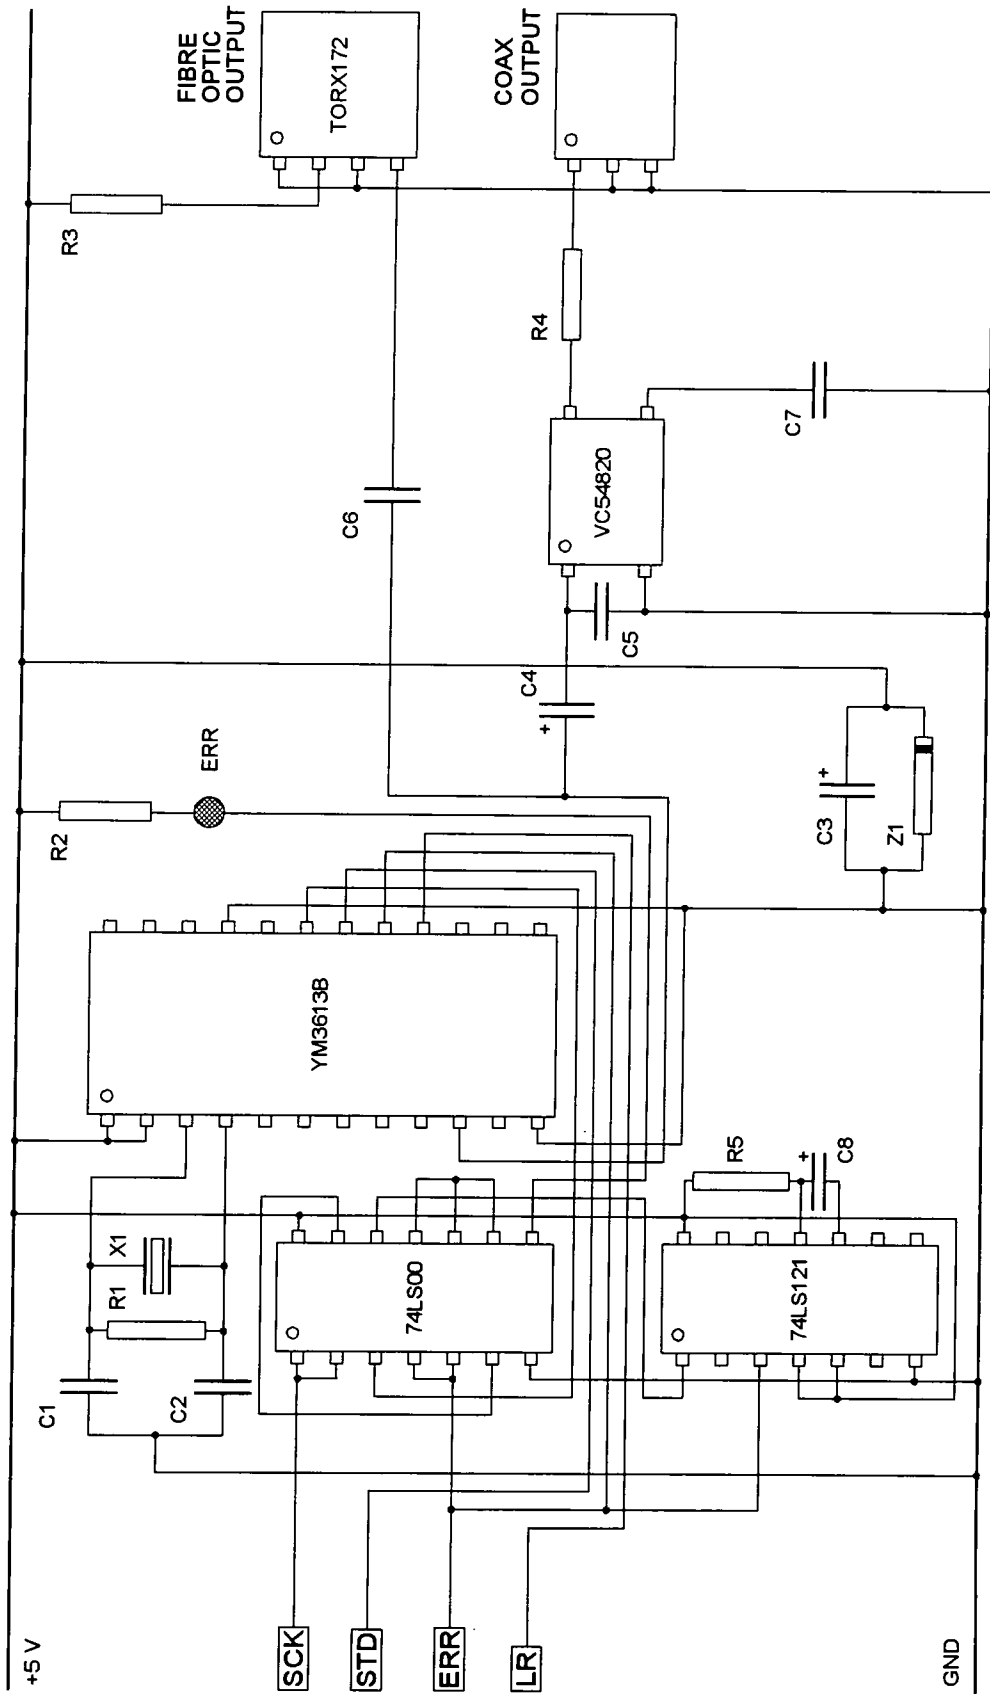 +5 V
SCK
STD
ERR
LR
GND
C1
C2
R1
X1
74LS00
74LS121
R5
C8
+
YM3613B
R2
ERR
C3
+
Z1
C4
+
C5
C6
VC54820
C7
R4
R3
FIBRE
OPTIC
OUTPUT
TORX172
COAX
OUTPUT